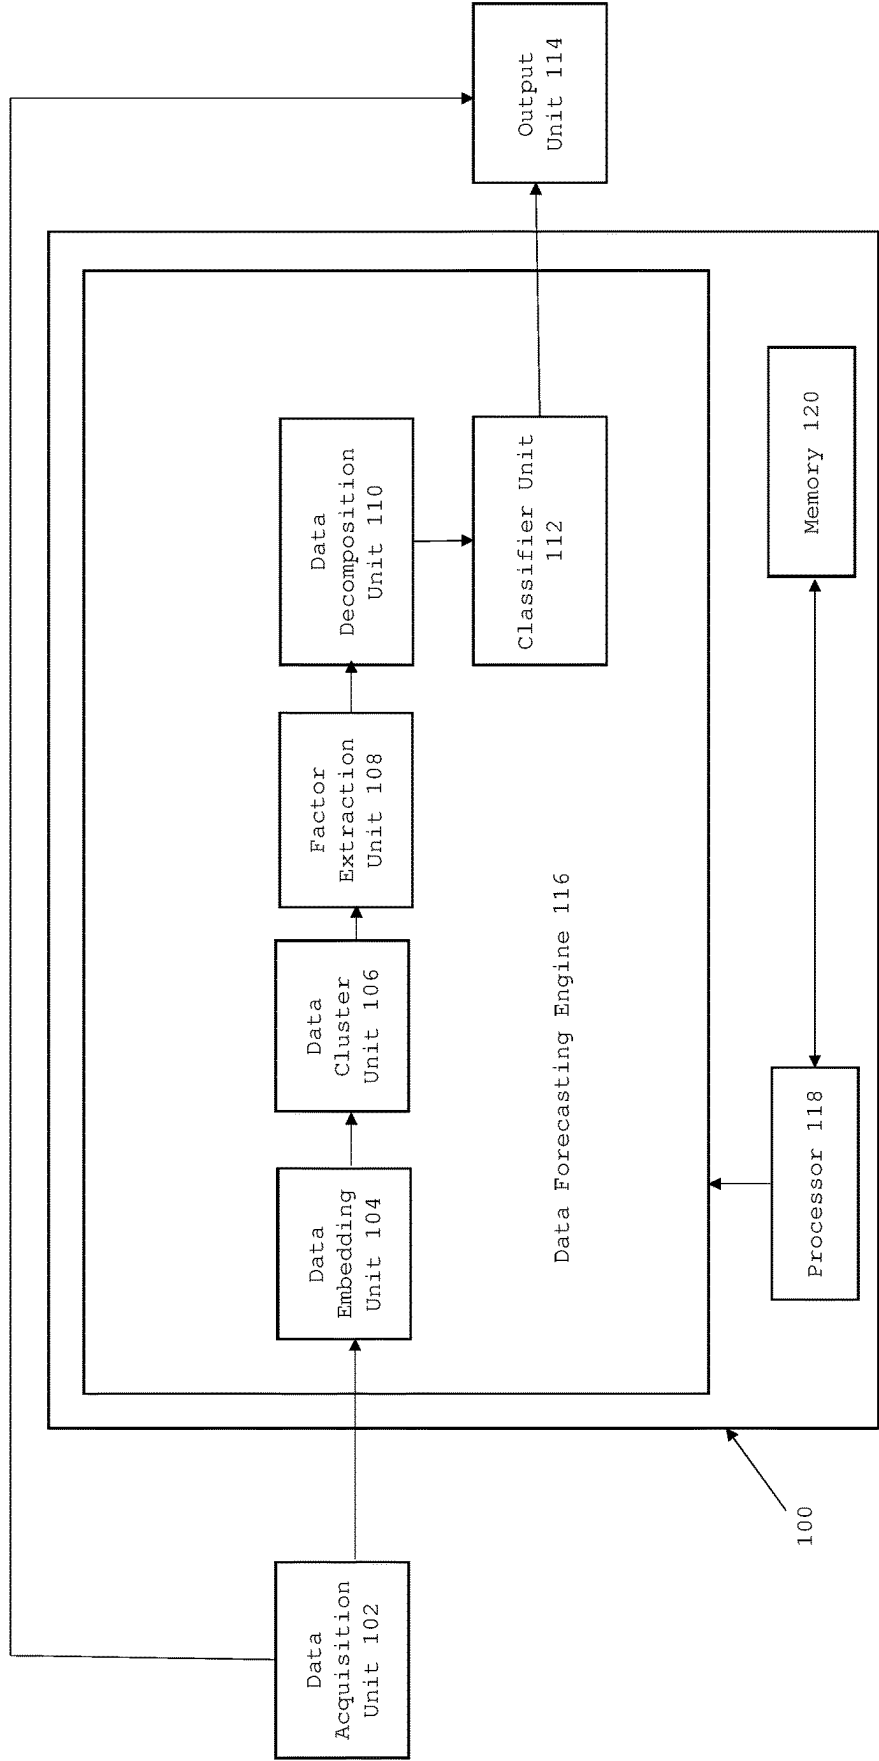 Data
Acquisition
Unit 102
Data
Embedding
Unit 104
Data
Cluster
Unit 106
Factor
Extraction
Unit 108
Data
Decomposition
Unit 110
Classifier Unit
112
Output
Unit 114
Data Forecasting Engine 116
Processor 118
Memory 120
100